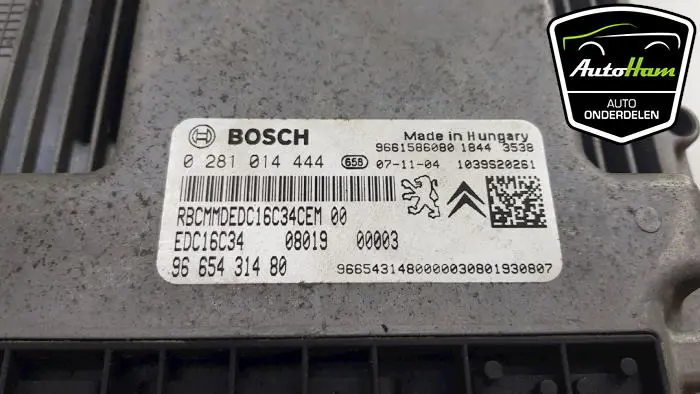 BOSCH
Made in Hungary
9661586080 1844 3538
0 281 014 444 658 07-11-04 1039S20261
RBCMMDEDC16C34CEM 00
EDC16C34 08019 00003
96 654 314 80
9665431480000030801930807
AutoHam
AUTO
ONDERDELEN